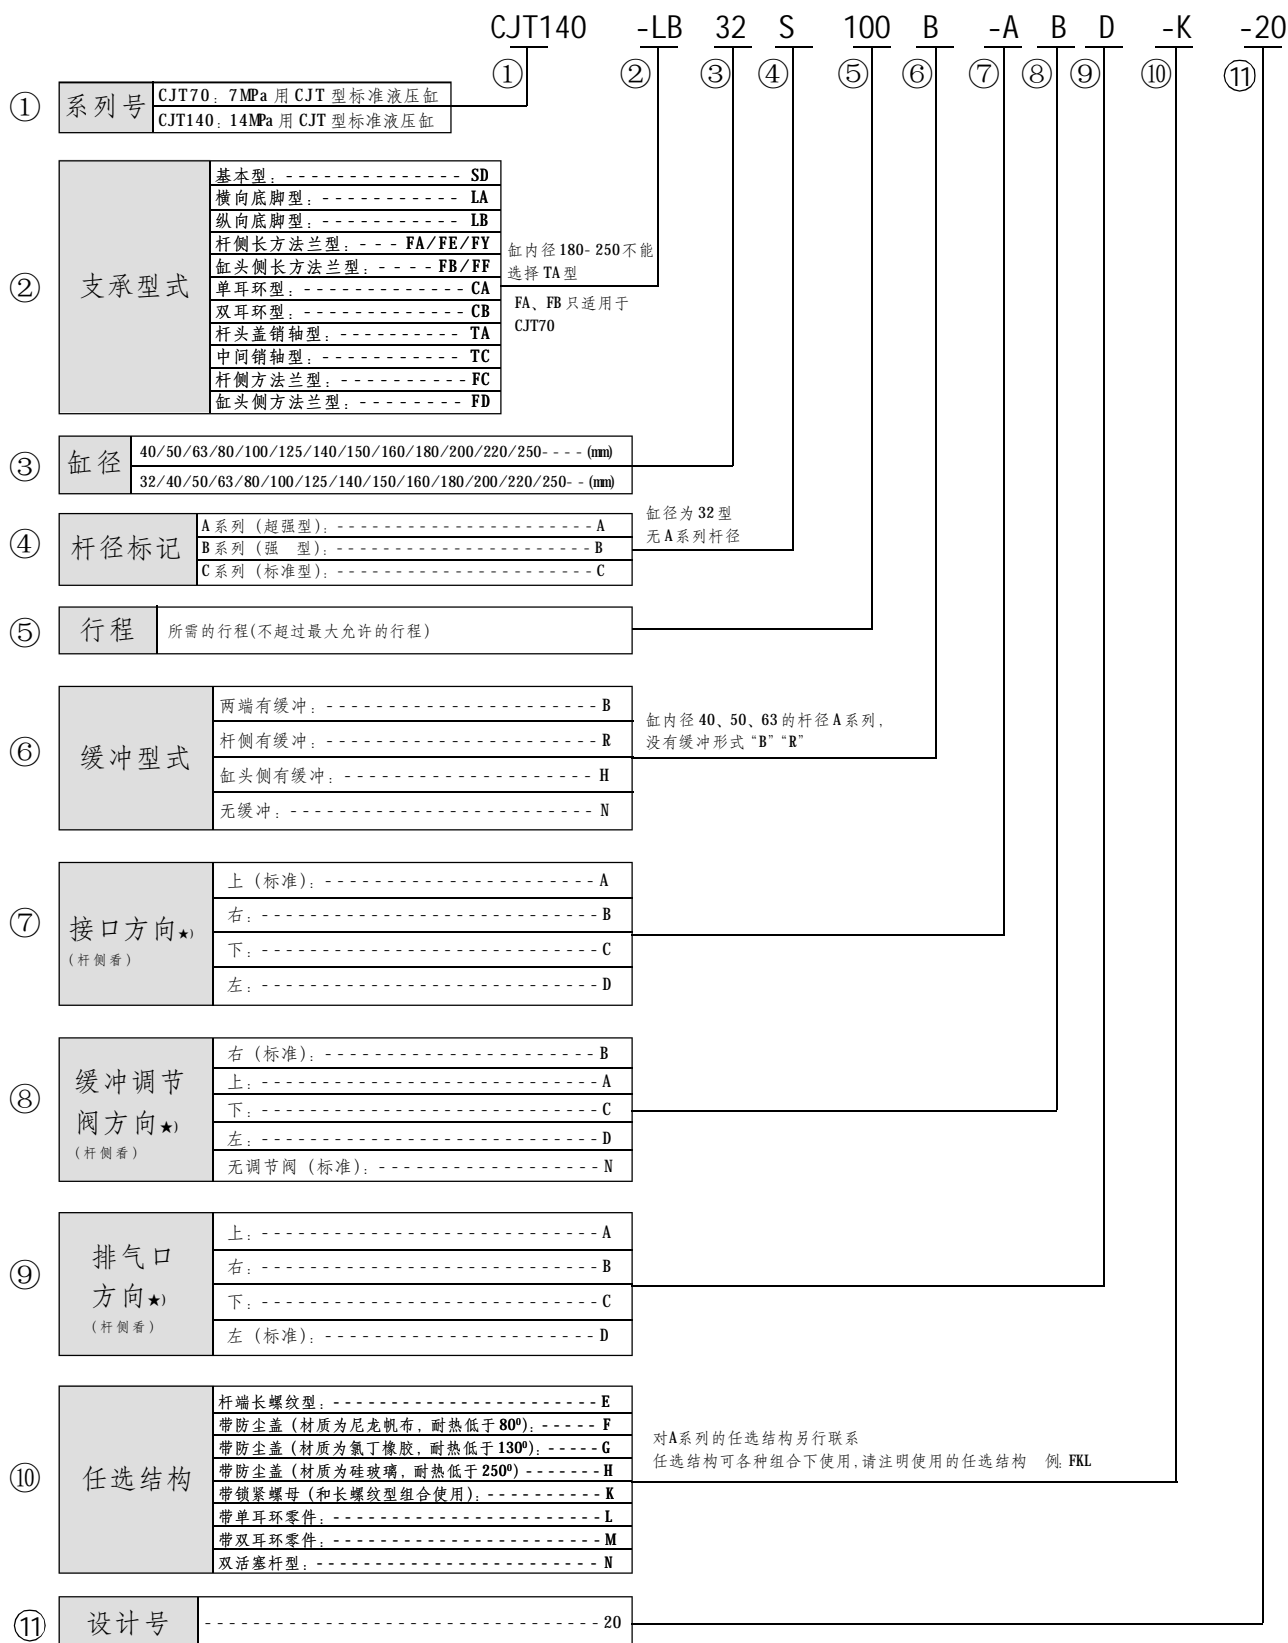 CJT140 -LB 32 S 100 B -A B D -K -20
① ② ③ ④ ⑤ ⑥ ⑦ ⑧ ⑨ ⑩ ⑪
① 系列号
CJT70：7MPa 用 CJT 型标准液压缸
CJT140：14MPa 用 CJT 型标准液压缸
② 支承型式
基本型：- - - - - - - - - - - - - - SD
横向底脚型：- - - - - - - - - - - LA
纵向底脚型：- - - - - - - - - - - LB
杆侧长方法兰型：- - - FA/FE/FY
缸头侧长方法兰型：- - - - FB/FF
单耳环型：- - - - - - - - - - - - - CA
双耳环型：- - - - - - - - - - - - - CB
杆头盖销轴型：- - - - - - - - - - TA
中间销轴型：- - - - - - - - - - - TC
杆侧方法兰型：- - - - - - - - - - FC
缸头侧方法兰型：- - - - - - - - FD
缸内径180-250不能
选择 TA 型
FA、FB 只适用于
CJT70
③ 缸径
40/50/63/80/100/125/140/150/160/180/200/220/250- - - - (mm)
32/40/50/63/80/100/125/140/150/160/180/200/220/250- - (mm)
④ 杆径标记
A 系列（超强型）：- - - - - - - - - - - - - - - - - - - - - - A
B 系列（强　型）：- - - - - - - - - - - - - - - - - - - - - - B
C 系列（标准型）：- - - - - - - - - - - - - - - - - - - - - - C
缸径为 32 型
无 A 系列杆径
⑤ 行程
所需的行程(不超过最大允许的行程)
⑥ 缓冲型式
两端有缓冲：- - - - - - - - - - - - - - - - - - - - - - - B
杆侧有缓冲：- - - - - - - - - - - - - - - - - - - - - - - R
缸头侧有缓冲：- - - - - - - - - - - - - - - - - - - - - H
无缓冲：- - - - - - - - - - - - - - - - - - - - - - - - - - N
缸内径 40、50、63 的杆径 A 系列，
没有缓冲形式 “B” “R”
⑦ 接口方向★)
(杆侧看)
上（标准）：- - - - - - - - - - - - - - - - - - - - - - - A
右：- - - - - - - - - - - - - - - - - - - - - - - - - - - - - B
下：- - - - - - - - - - - - - - - - - - - - - - - - - - - - - C
左：- - - - - - - - - - - - - - - - - - - - - - - - - - - - - D
⑧ 缓冲调节
阀方向★)
(杆侧看)
右（标准）：- - - - - - - - - - - - - - - - - - - - - - - B
上：- - - - - - - - - - - - - - - - - - - - - - - - - - - - - A
下：- - - - - - - - - - - - - - - - - - - - - - - - - - - - - C
左：- - - - - - - - - - - - - - - - - - - - - - - - - - - - - D
无调节阀（标准）：- - - - - - - - - - - - - - - - - - - N
⑨ 排气口
方向★)
(杆侧看)
上：- - - - - - - - - - - - - - - - - - - - - - - - - - - - - A
右：- - - - - - - - - - - - - - - - - - - - - - - - - - - - - B
下：- - - - - - - - - - - - - - - - - - - - - - - - - - - - - C
左（标准）：- - - - - - - - - - - - - - - - - - - - - - - D
⑩ 任选结构
杆端长螺纹型：- - - - - - - - - - - - - - - - - - - - - - - E
带防尘盖（材质为尼龙帆布，耐热低于80⁰）：- - - - - F
带防尘盖（材质为氯丁橡胶，耐热低于130⁰）：- - - - - G
带防尘盖（材质为硅玻璃，耐热低于250⁰）- - - - - - - H
带锁紧螺母（和长螺纹型组合使用）：- - - - - - - - - - K
带单耳环零件：- - - - - - - - - - - - - - - - - - - - - - - L
带双耳环零件：- - - - - - - - - - - - - - - - - - - - - - - M
双活塞杆型：- - - - - - - - - - - - - - - - - - - - - - - - N
对A系列的任选结构另行联系
任选结构可各种组合下使用,请注明使用的任选结构　例: FKL
⑪ 设计号
- - - - - - - - - - - - - - - - - - - - - - - - - - - - - - - - - 20